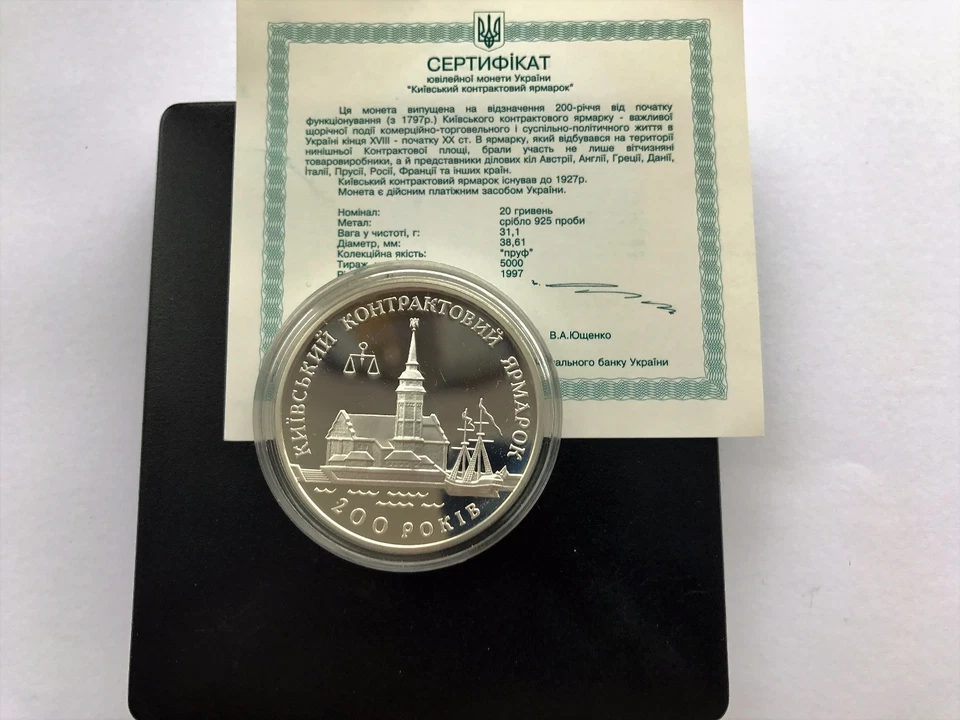 СЕРТИФІКАТ
ювілейної монети України
"Київський контрактовий ярмарок"
Ця монета випущена на відзначення 200-річчя від початку
функціонування (з 1797р.) Київського контрактового ярмарку - важливої
щорічної події комерційно-торговельного і суспільно-політичного життя в
Україні кінця XVIII - початку XX ст. В ярмарку, який відбувався на території
нинішньої Контрактової площі, брали участь не лише вітчизняні
товаровиробники, а й представники ділових кіл Австрії, Англії, Греції, Данії,
Італії, Прусії, Росії, Франції та інших країн.
Київський контрактовий ярмарок існував до 1927р.
Монета є дійсним платіжним засобом України.
Номінал: 20 гривень
Метал: срібло 925 проби
Вага у чистоті, г: 31,1
Діаметр, мм: 38,61
Колекційна якість: "пруф"
Тираж 5000
1997
В.А.Ющенко
ального банку України
КИЇВСЬКИЙ КОНТРАКТОВИЙ ЯРМАРОК
200 РОКІВ